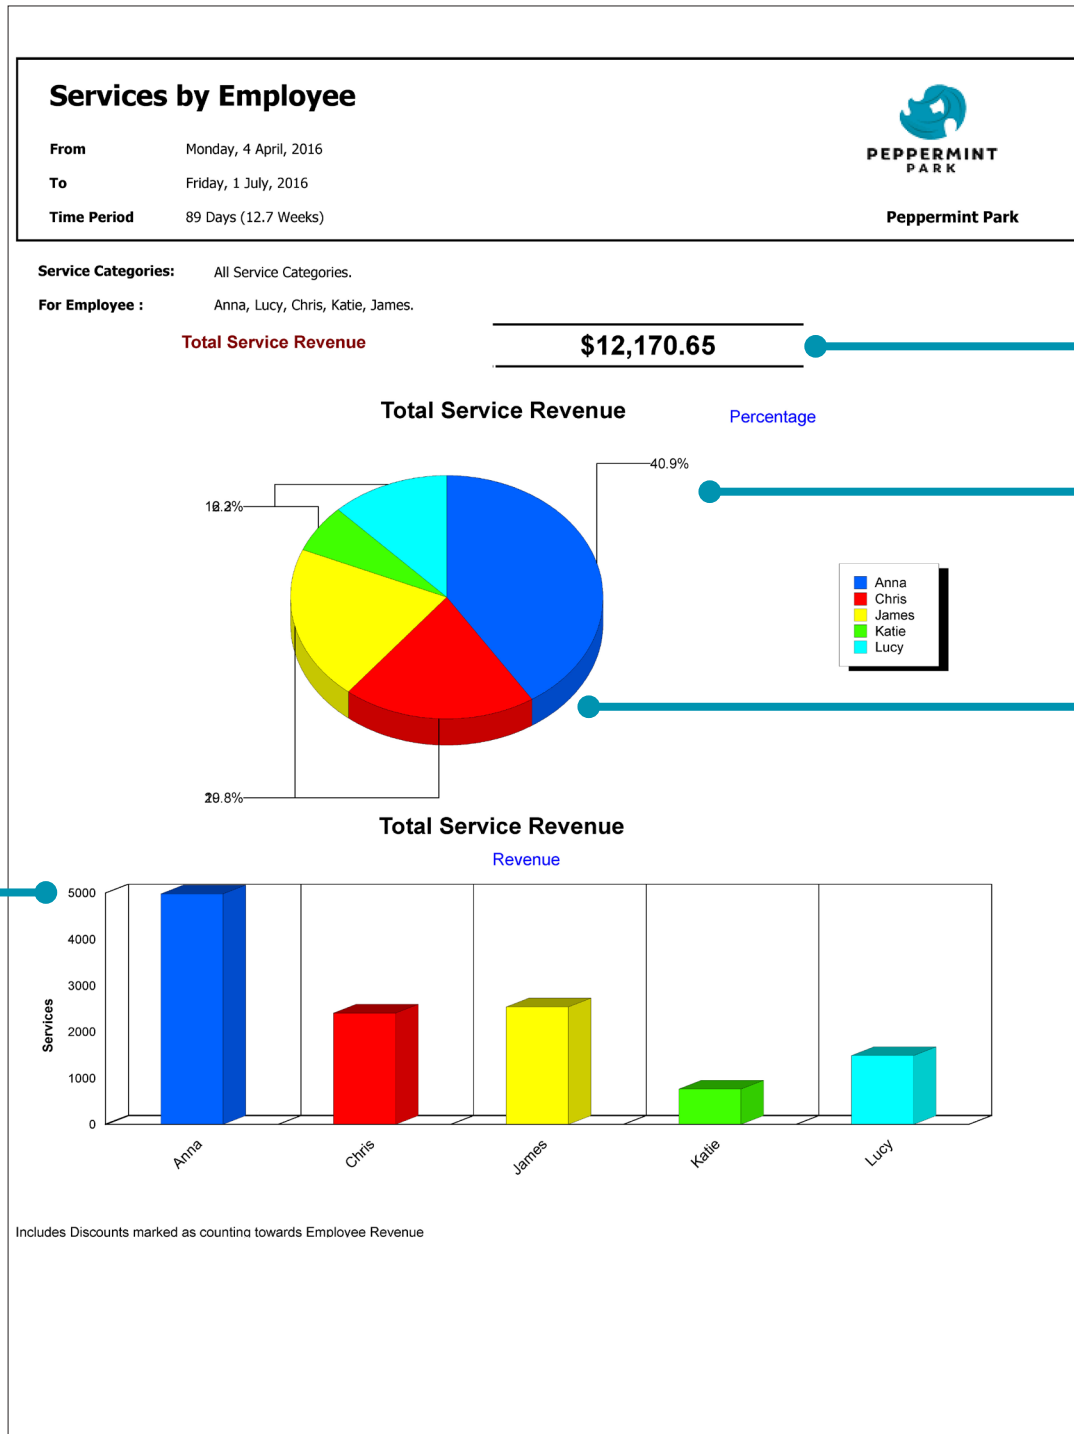 Services by Employee
From Monday, 4 April, 2016
To Friday, 1 July, 2016
Time Period 89 Days (12.7 Weeks)
PEPPERMINT
PARK
Peppermint Park
Service Categories: All Service Categories.
For Employee : Anna, Lucy, Chris, Katie, James.
Total Service Revenue $12,170.65
Total Service Revenue
Percentage
40.9%
Anna
Chris
James
Katie
Lucy
Total Service Revenue
Revenue
5000
4000
3000
2000
1000
0
Services
Anna
Chris
James
Katie
Lucy
Includes Discounts marked as counting towards Employee Revenue